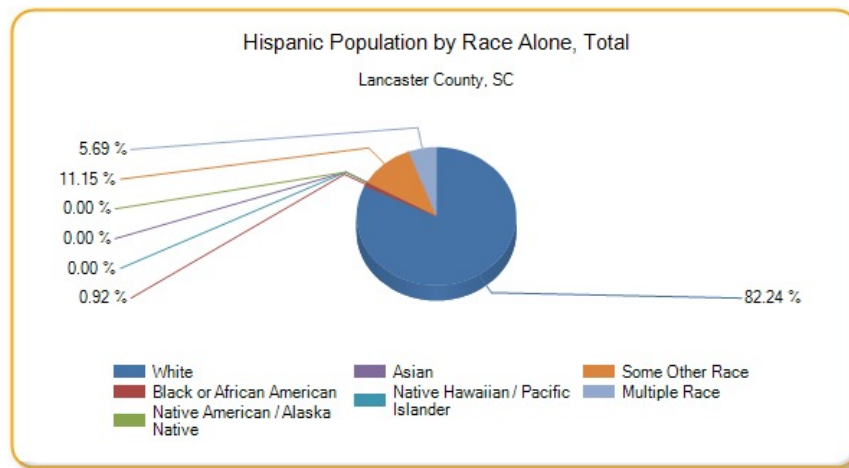 Hispanic Population by Race Alone, Total
Lancaster County, SC
5.69 %
11.15 %
0.00 %
0.00 %
0.00 %
0.92 %
82.24 %
White
Black or African American
Native American / Alaska
Native
Asian
Native Hawaiian / Pacific
Islander
Some Other Race
Multiple Race